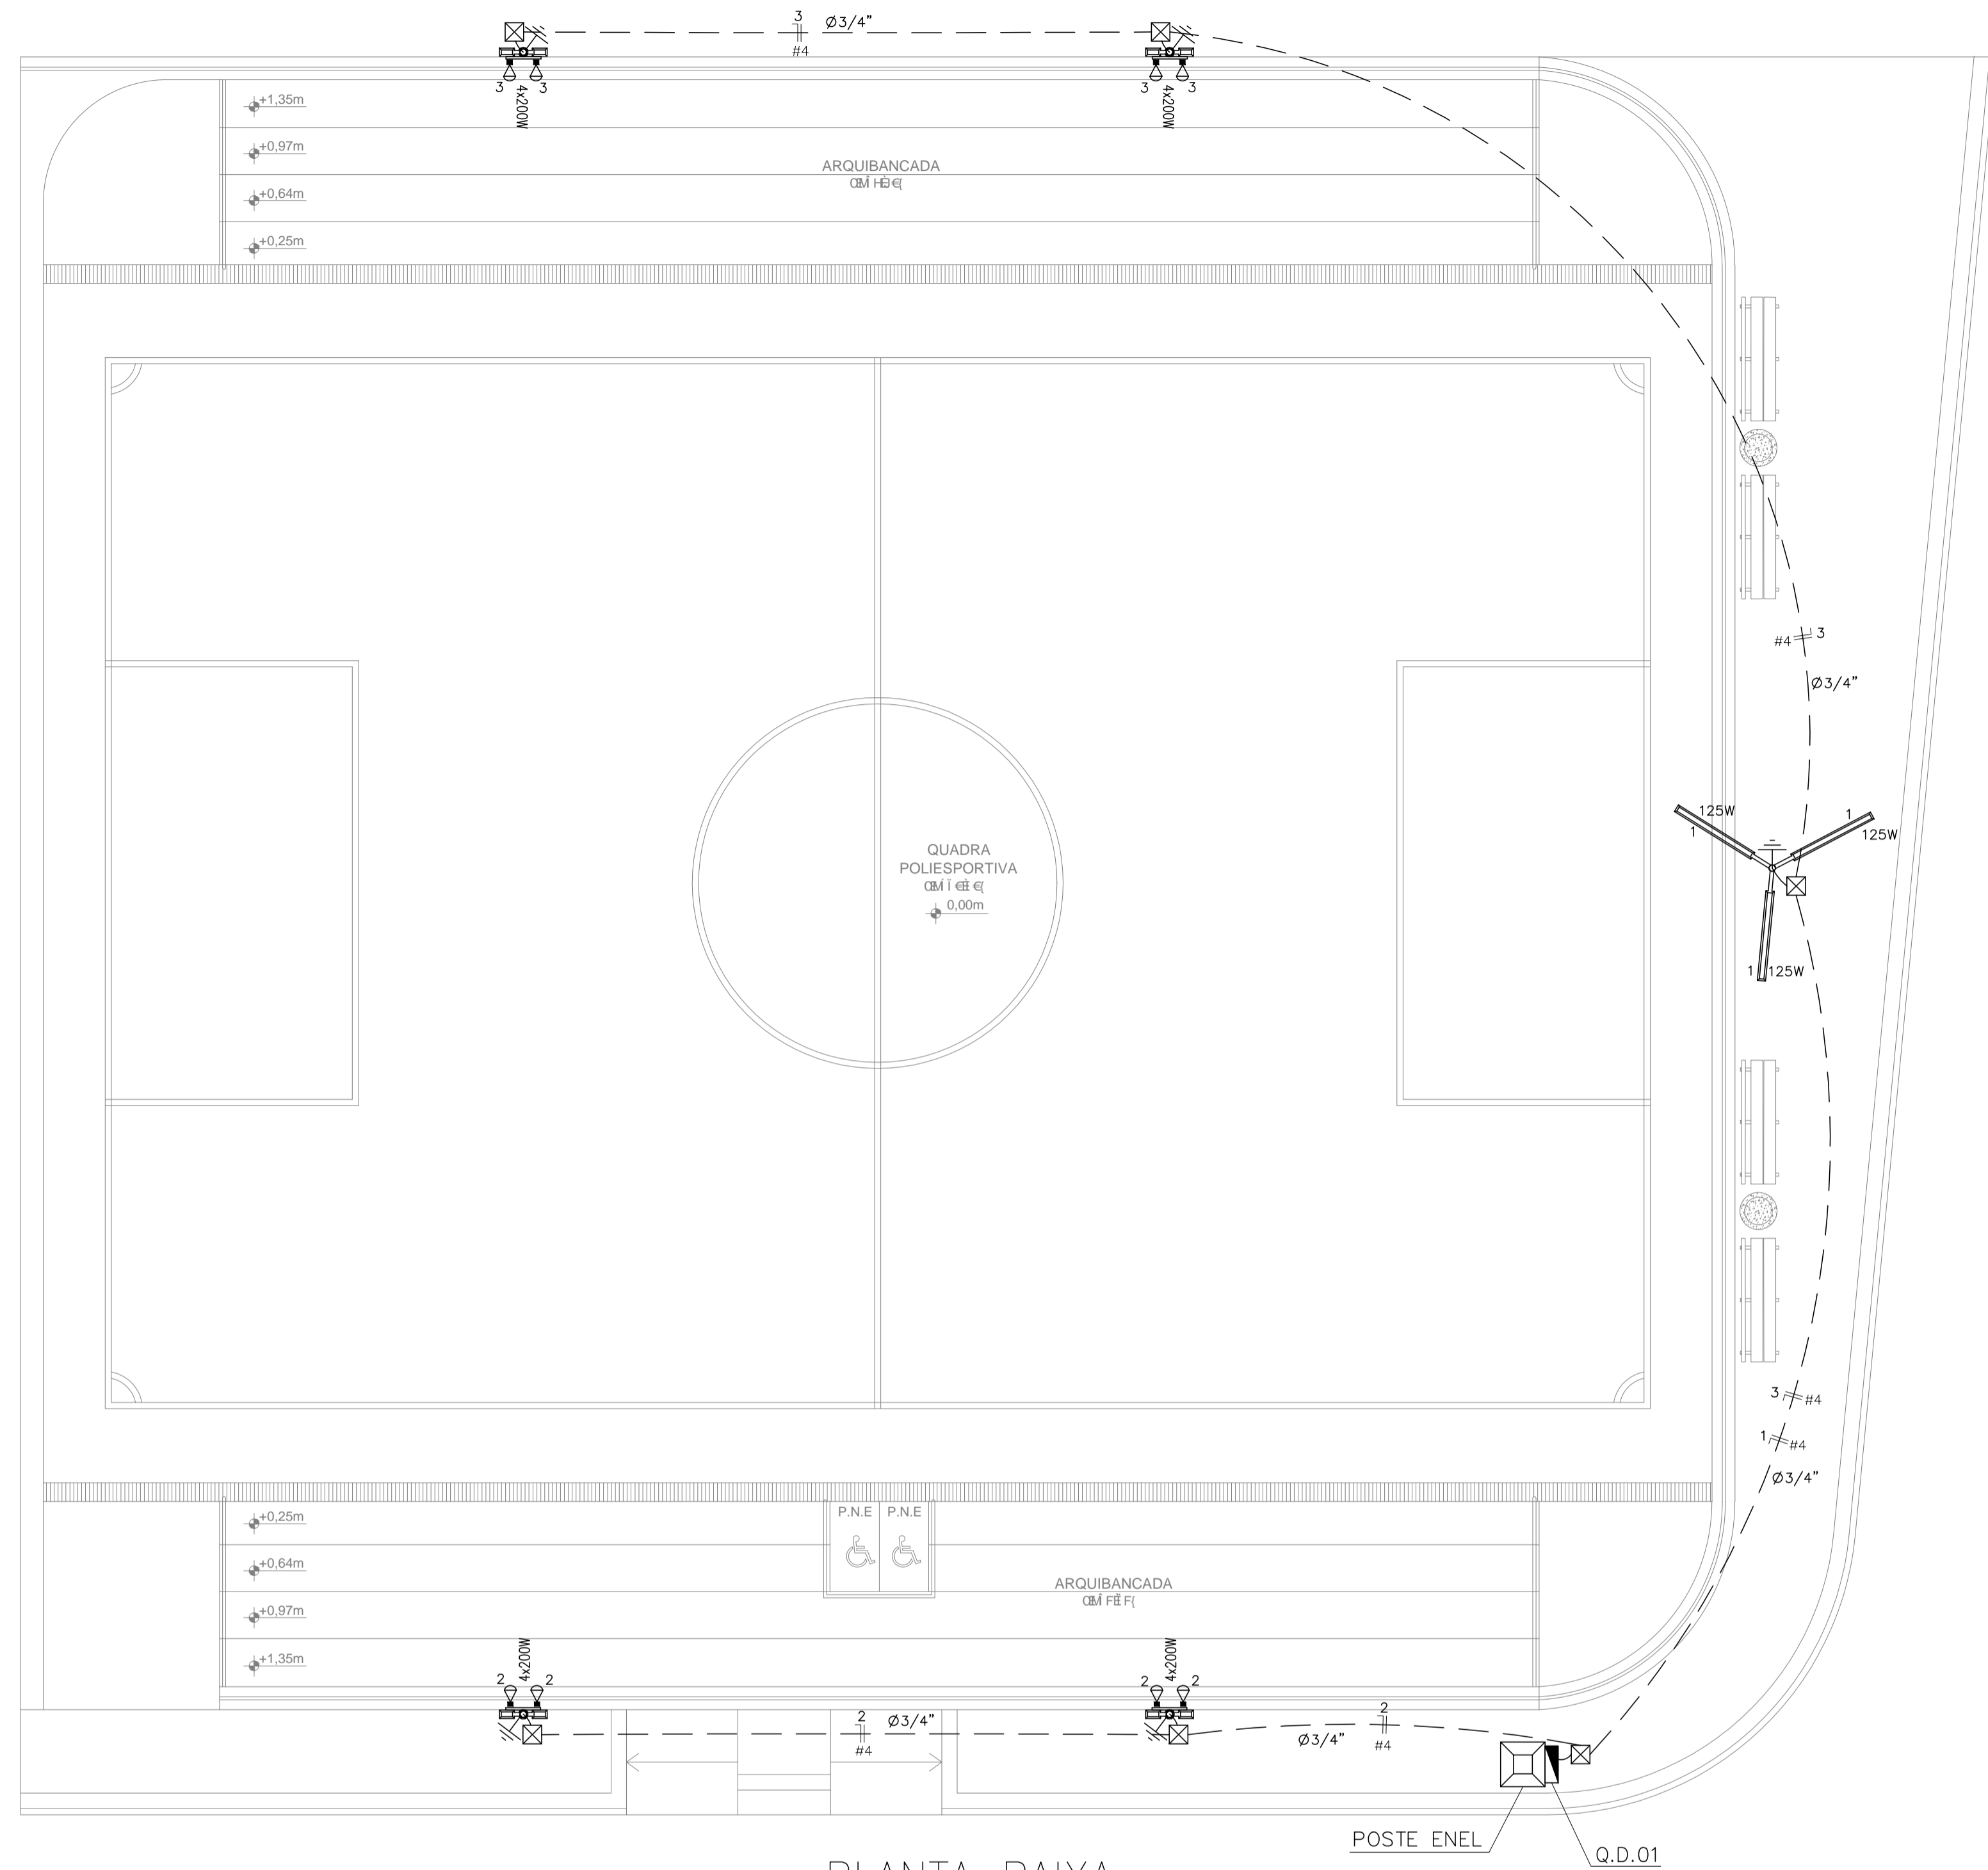 3
Ø3/4"
#4
3 3
3 3
4x200W
4x200W
+1,35m
+0,97m
ARQUIBANCADA
+0,64m
+0,25m
#4 3
Ø3/4"
125W
1
1
125W
QUADRA
POLIESPORTIVA
0,00m
1 125W
3 #4
1 #4
Ø3/4"
P.N.E P.N.E
+0,25m
+0,64m
ARQUIBANCADA
+0,97m
+1,35m
4x200W
4x200W
2 2
2 2
2
Ø3/4"
#4
2
Ø3/4"
#4
POSTE ENEL
Q.D.01
PLANTA BAIXA